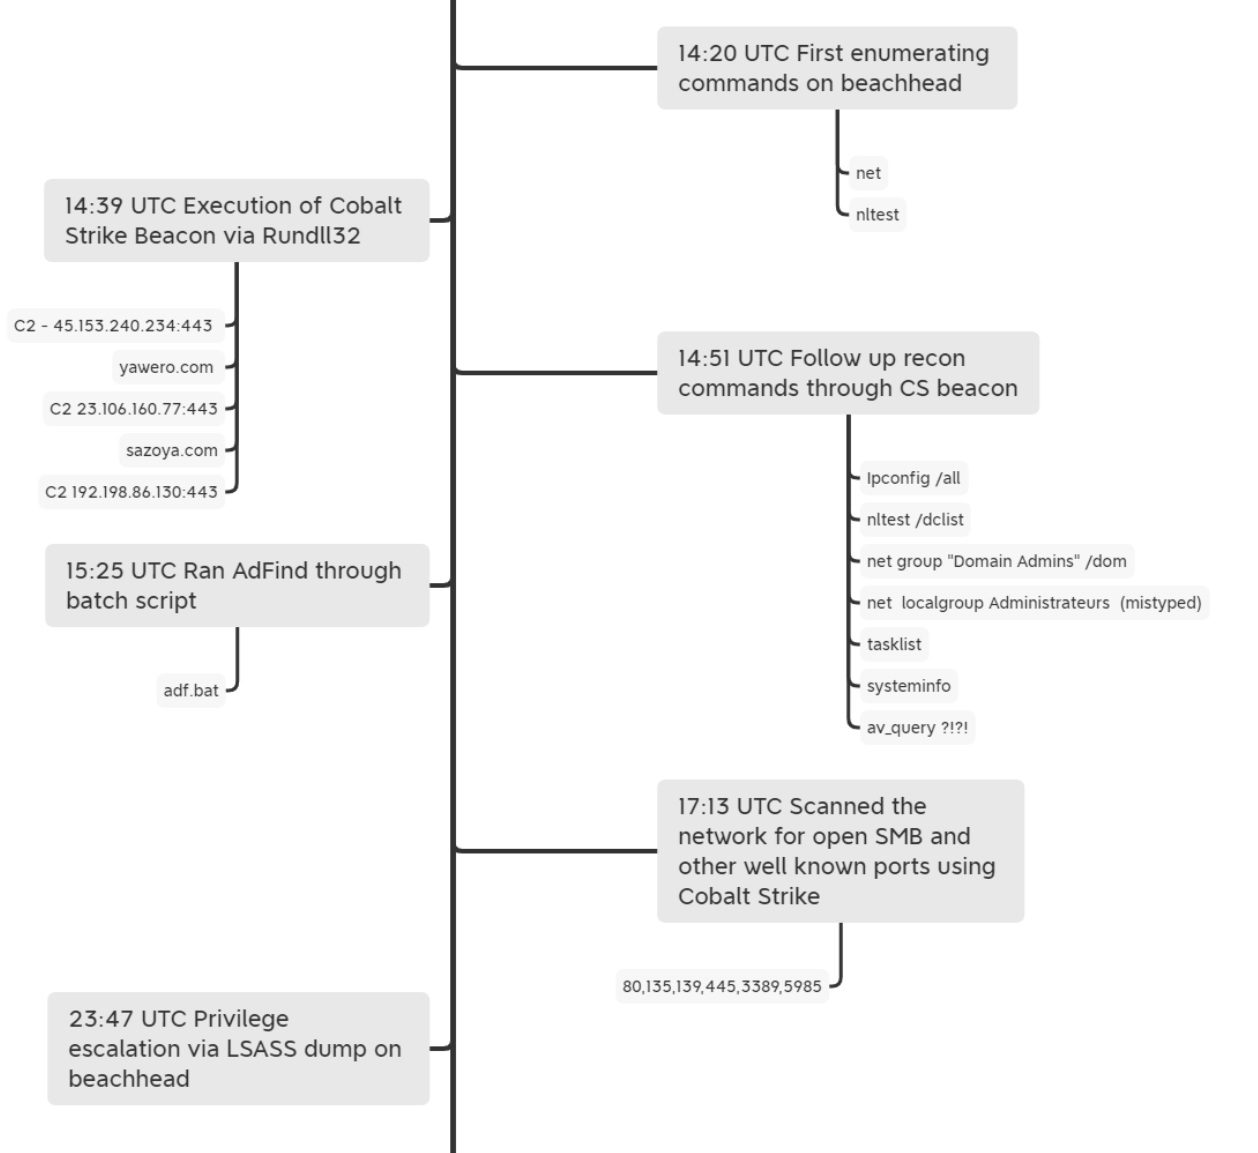 14:20 UTC First enumerating
commands on beachhead
net
nltest
14:39 UTC Execution of Cobalt
Strike Beacon via Rundll32
C2 - 45.153.240.234:443
yawero.com
C2 23.106.160.77:443
sazoya.com
C2 192.198.86.130:443
14:51 UTC Follow up recon
commands through CS beacon
Ipconfig /all
nltest /dclist
net group "Domain Admins" /dom
net  localgroup Administrateurs  (mistyped)
tasklist
systeminfo
av_query ?!?!
15:25 UTC Ran AdFind through
batch script
adf.bat
17:13 UTC Scanned the
network for open SMB and
other well known ports using
Cobalt Strike
80,135,139,445,3389,5985
23:47 UTC Privilege
escalation via LSASS dump on
beachhead